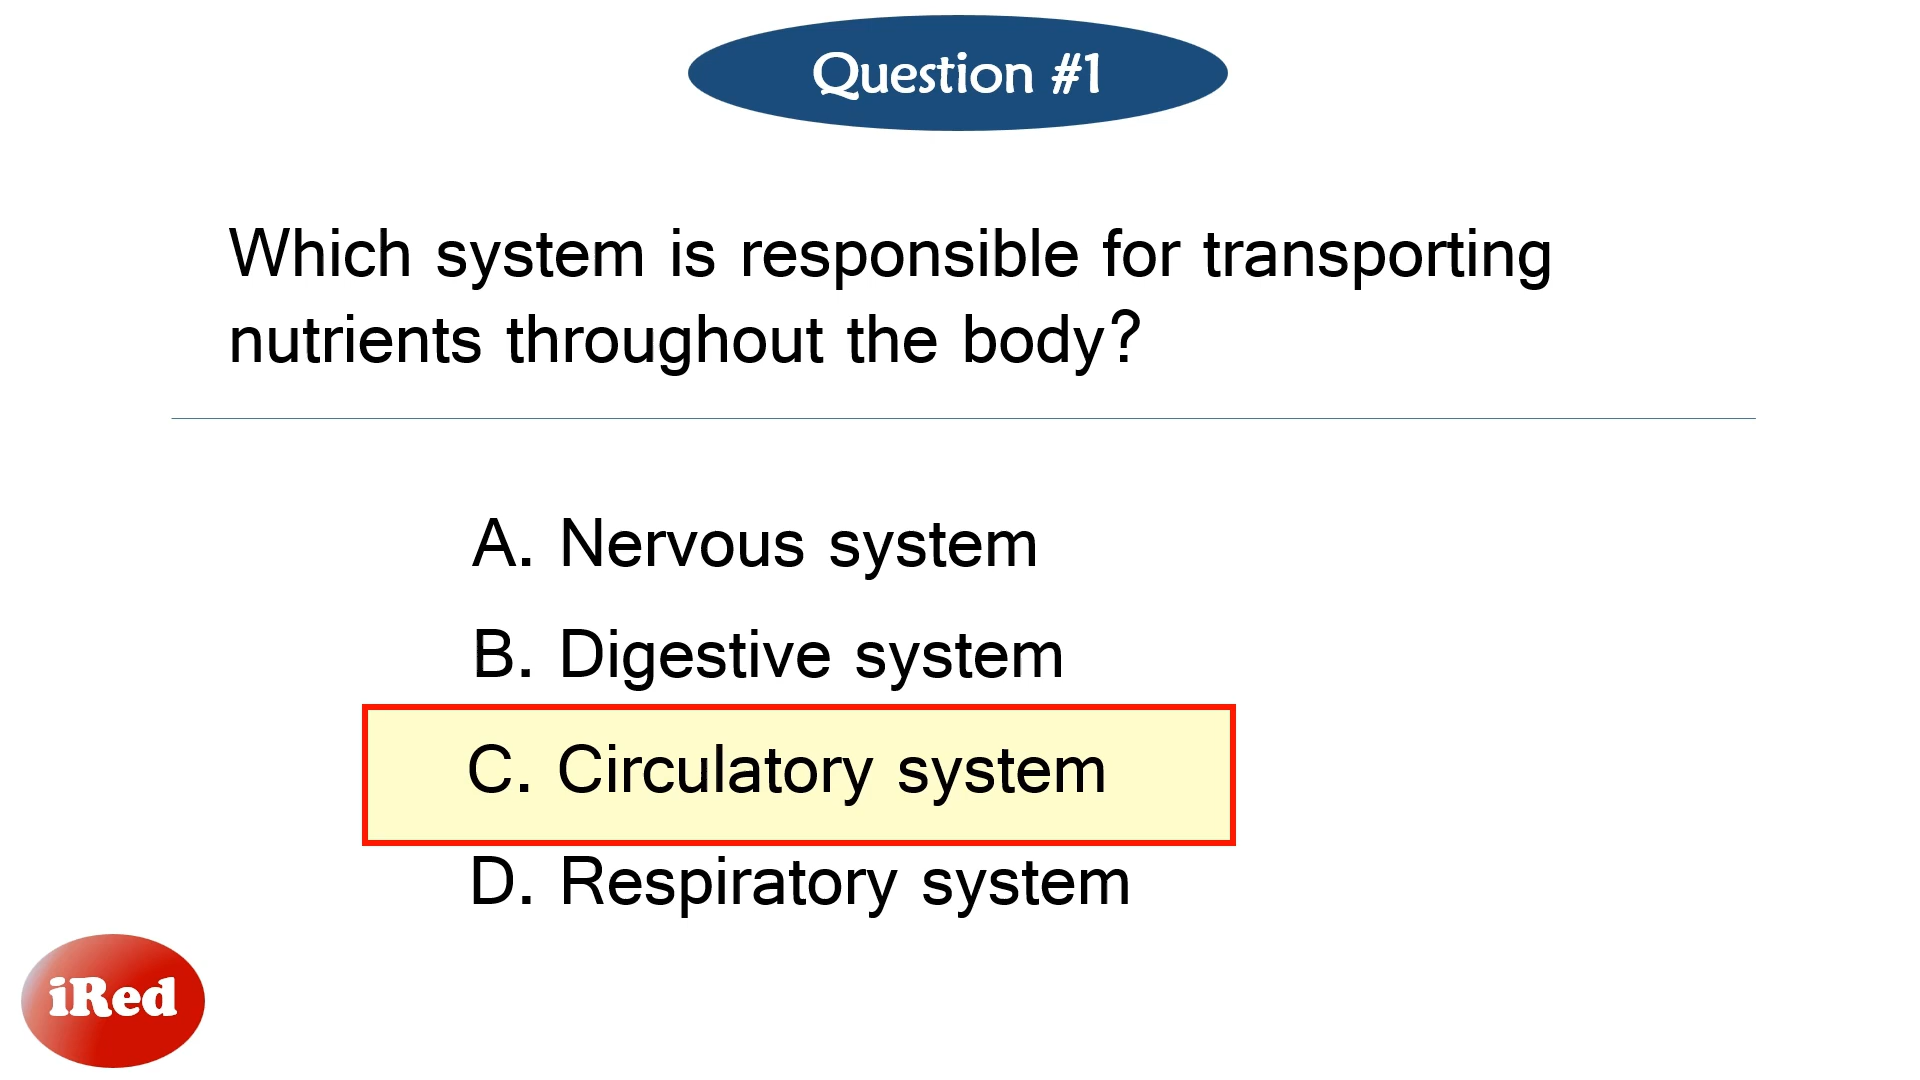 Question #1
Which system is responsible for transporting
nutrients throughout the body?
A. Nervous system
B. Digestive system
C. Circulatory system
D. Respiratory system
iRed